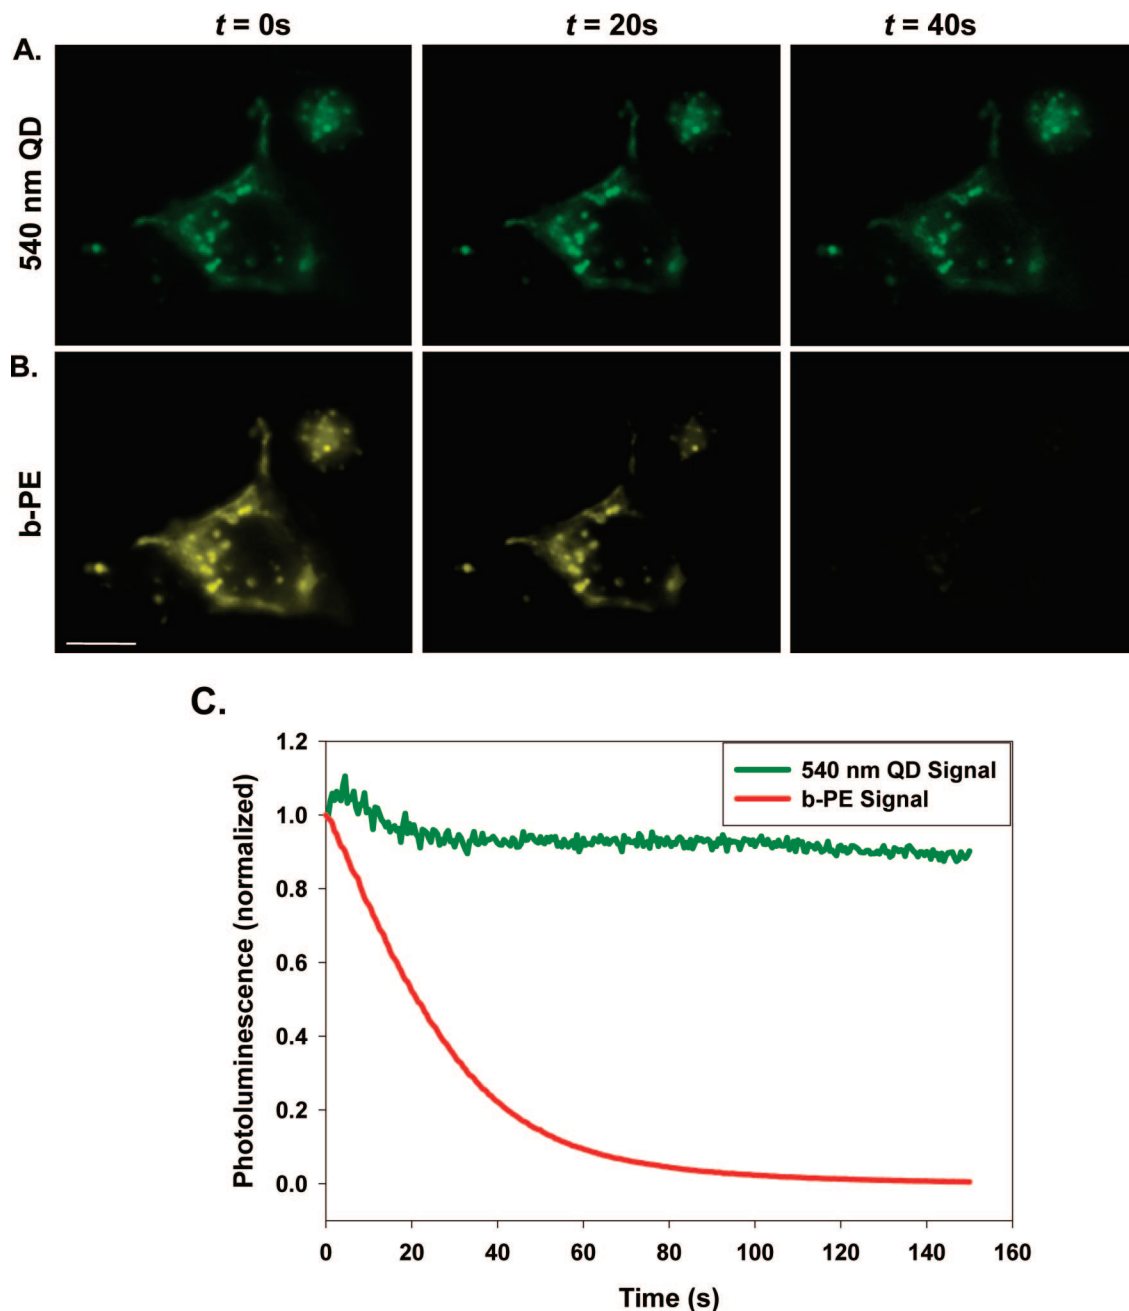 t = 0s t = 20s t = 40s
A.
540 nm QD
B.
b-PE
C.
1.2
1.0
0.8
0.6
0.4
0.2
0.0
Photoluminescence (normalized)
540 nm QD Signal
b-PE Signal
0 20 40 60 80 100 120 140 160
Time (s)